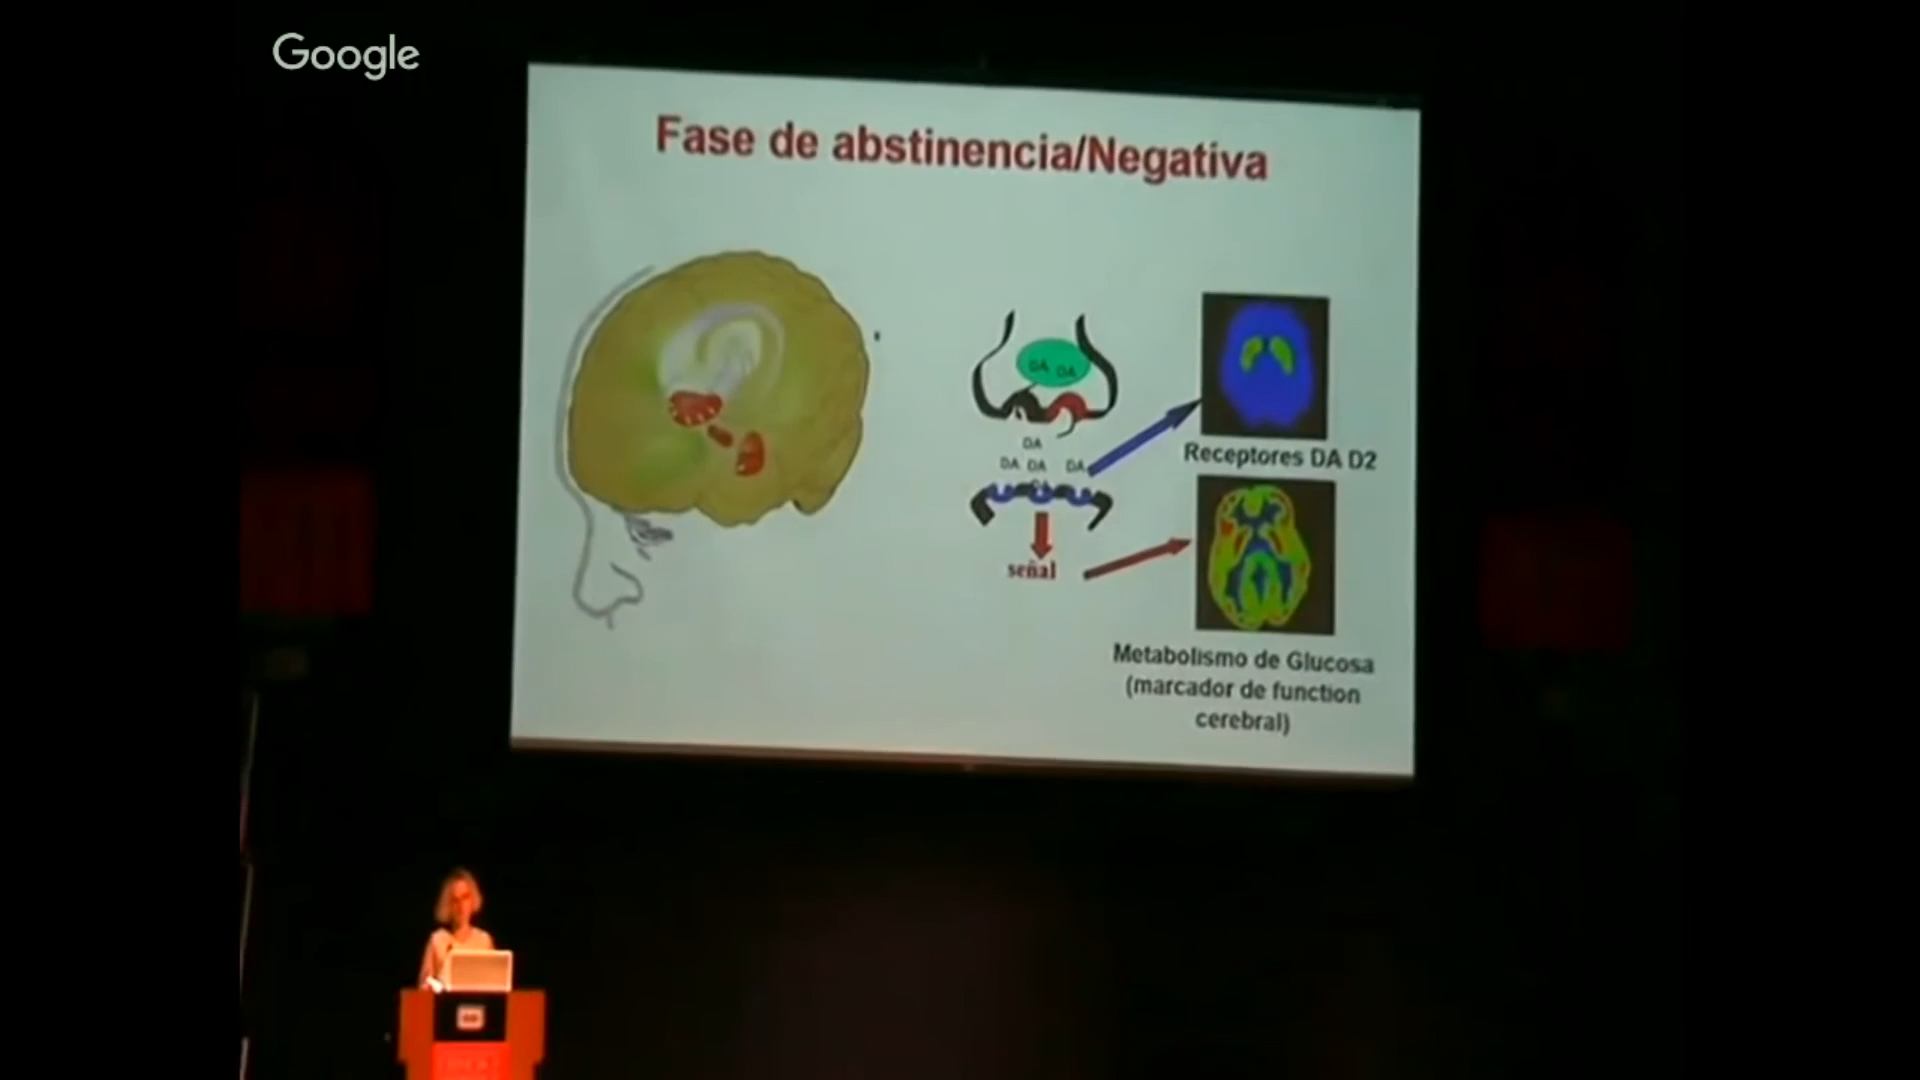 Google
Fase de abstinencia/Negativa
DA DA
DA
DA DA DA
Receptores DA D2
señal
Metabolismo de Glucosa
(marcador de function
cerebral)